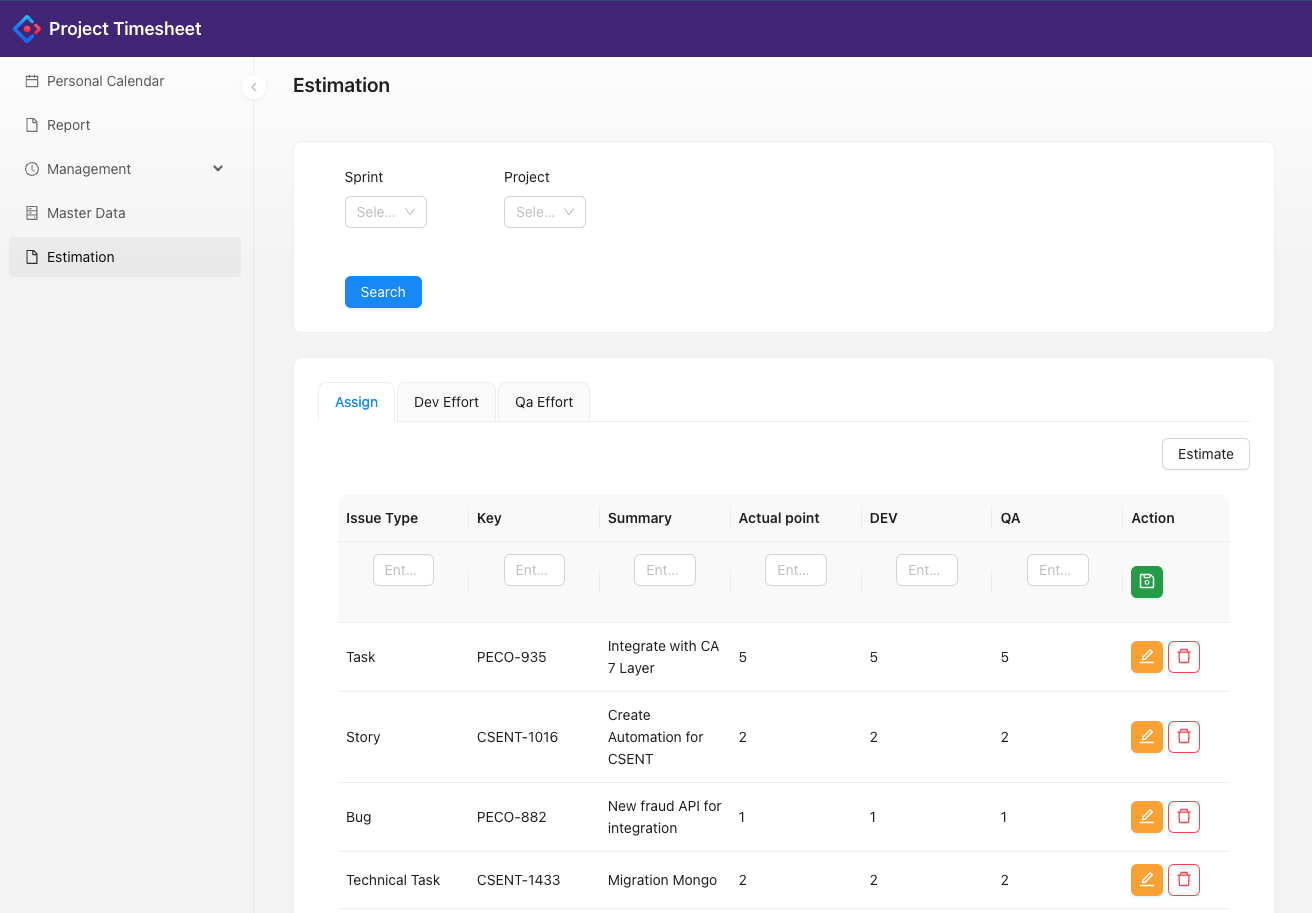 Project Timesheet
Personal Calendar
Report
Management
Master Data
Estimation
Estimation
Sprint Project
Sele... Sele...
Search
Assign Dev Effort Qa Effort
Estimate
Issue Type Key Summary Actual point DEV QA Action
Ent... Ent... Ent... Ent... Ent... Ent...
Task PECO-935 Integrate with CA 7 Layer 5 5 5
Story CSENT-1016 Create Automation for CSENT 2 2 2
Bug PECO-882 New fraud API for integration 1 1 1
Technical Task CSENT-1433 Migration Mongo 2 2 2